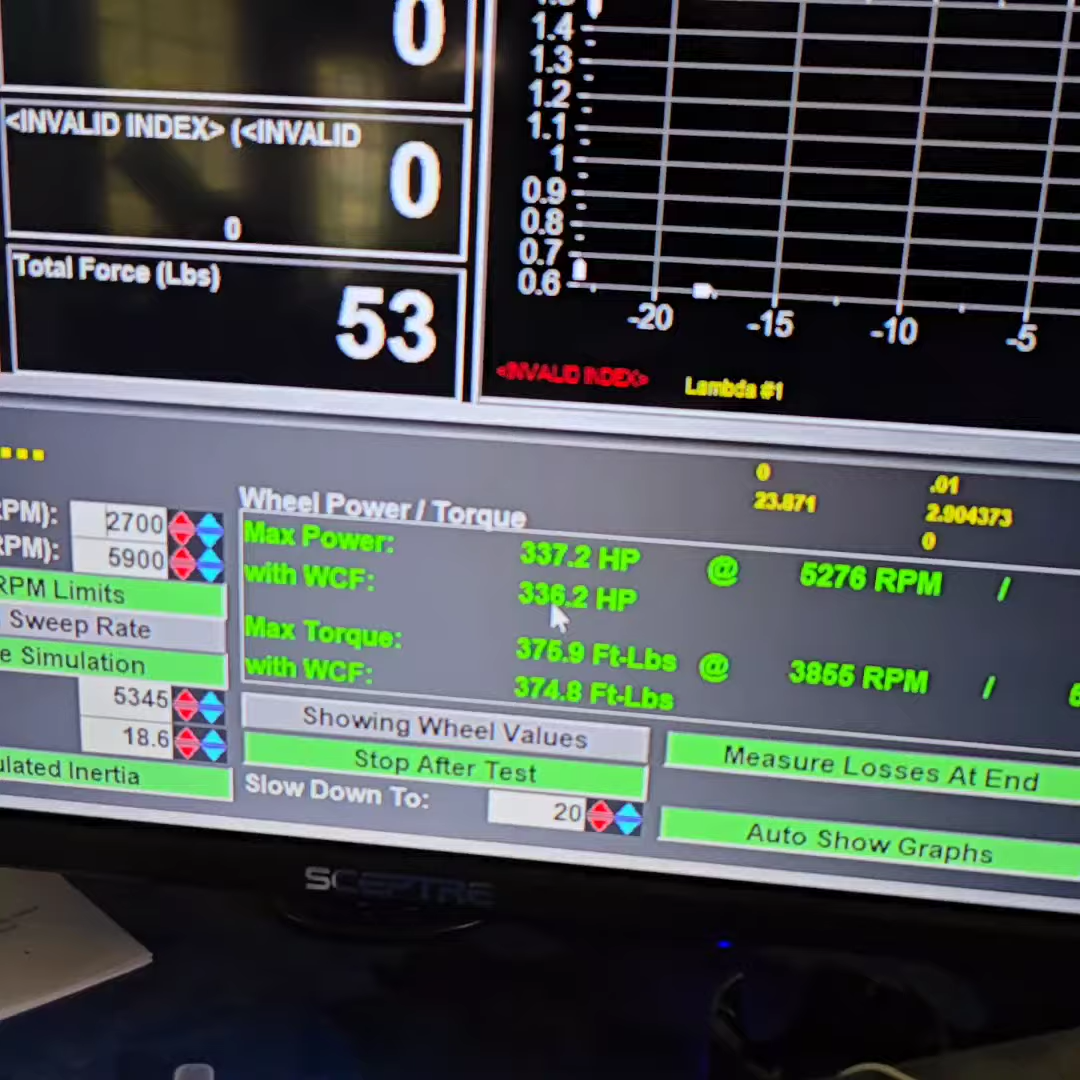 0
<INVALID INDEX> (<INVALID
0
0
Total Force (Lbs)
53
1.4
1.3
1.2
1.1
1
0.9
0.8
0.7
0.6
-20
-15
-10
-5
<INVALID INDEX>
Lambda #1
0
.01
23.871
2.904373
0
RPM):
2700
RPM):
5900
RPM Limits
Sweep Rate
e Simulation
5345
18.6
ulated Inertia
Wheel Power / Torque
Max Power: 337.2 HP @ 5276 RPM /
with WCF: 336.2 HP
Max Torque: 375.9 Ft-Lbs @ 3855 RPM /
with WCF: 374.8 Ft-Lbs
Showing Wheel Values
Stop After Test
Slow Down To: 20
Measure Losses At End
Auto Show Graphs
SCEPTRE